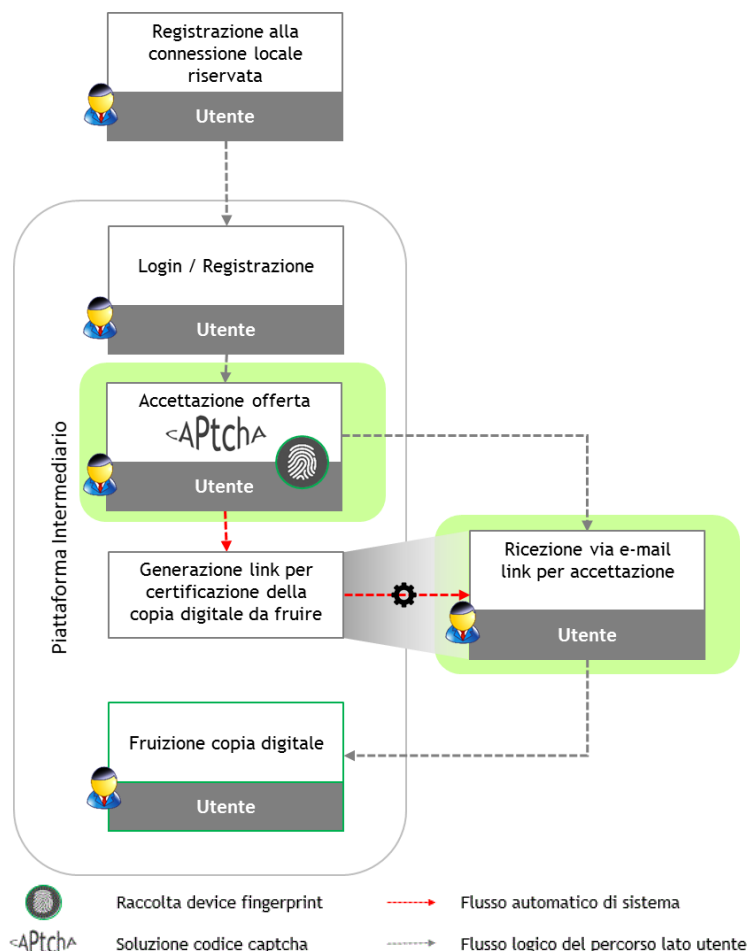 Registrazione alla
connessione locale
riservata
Utente
Login / Registrazione
Utente
Piattaforma Intermediario
Accettazione offerta
cAPtchA
Utente
Generazione link per
certificazione della
copia digitale da fruire
Ricezione via e-mail
link per accettazione
Utente
Fruizione copia digitale
Utente
Raccolta device fingerprint
Flusso automatico di sistema
cAPtchA
Soluzione codice captcha
Flusso logico del percorso lato utente